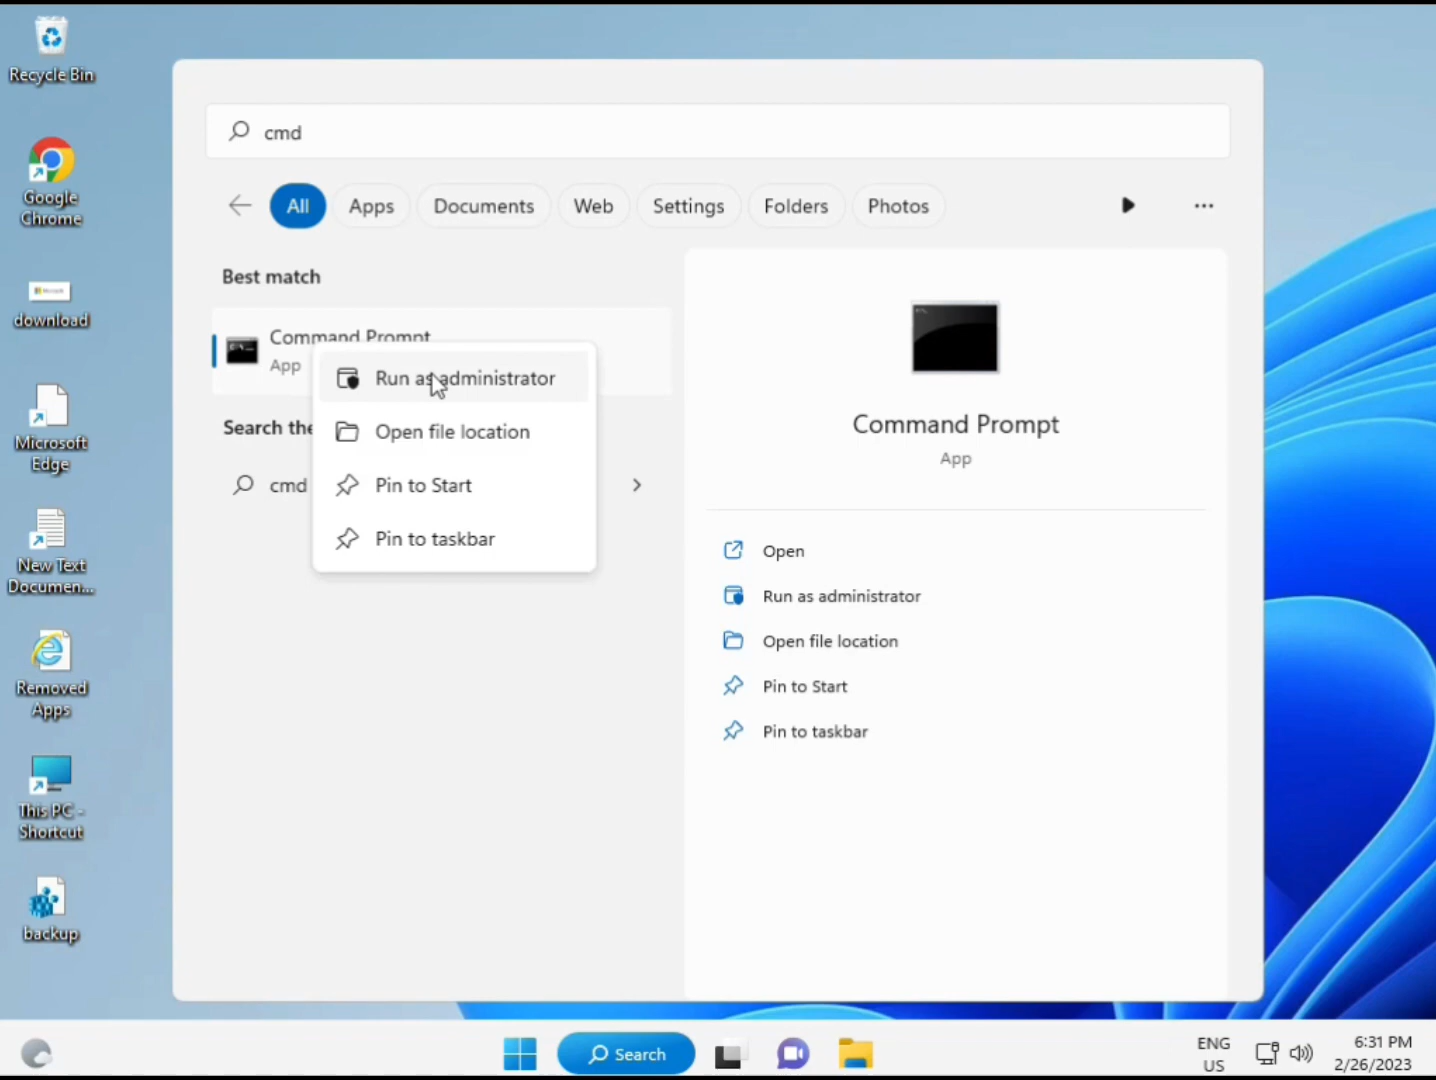 Recycle Bin
Google
Chrome
download
Microsoft
Edge
New Text
Documen...
Removed
Apps
This PC -
Shortcut
backup
cmd
All
Apps
Documents
Web
Settings
Folders
Photos
Best match
Command Prompt
App
Search the
cmd
Run as administrator
Open file location
Pin to Start
Pin to taskbar
Command Prompt
App
Open
Run as administrator
Open file location
Pin to Start
Pin to taskbar
Search
ENG
US
6:31 PM
2/26/2023